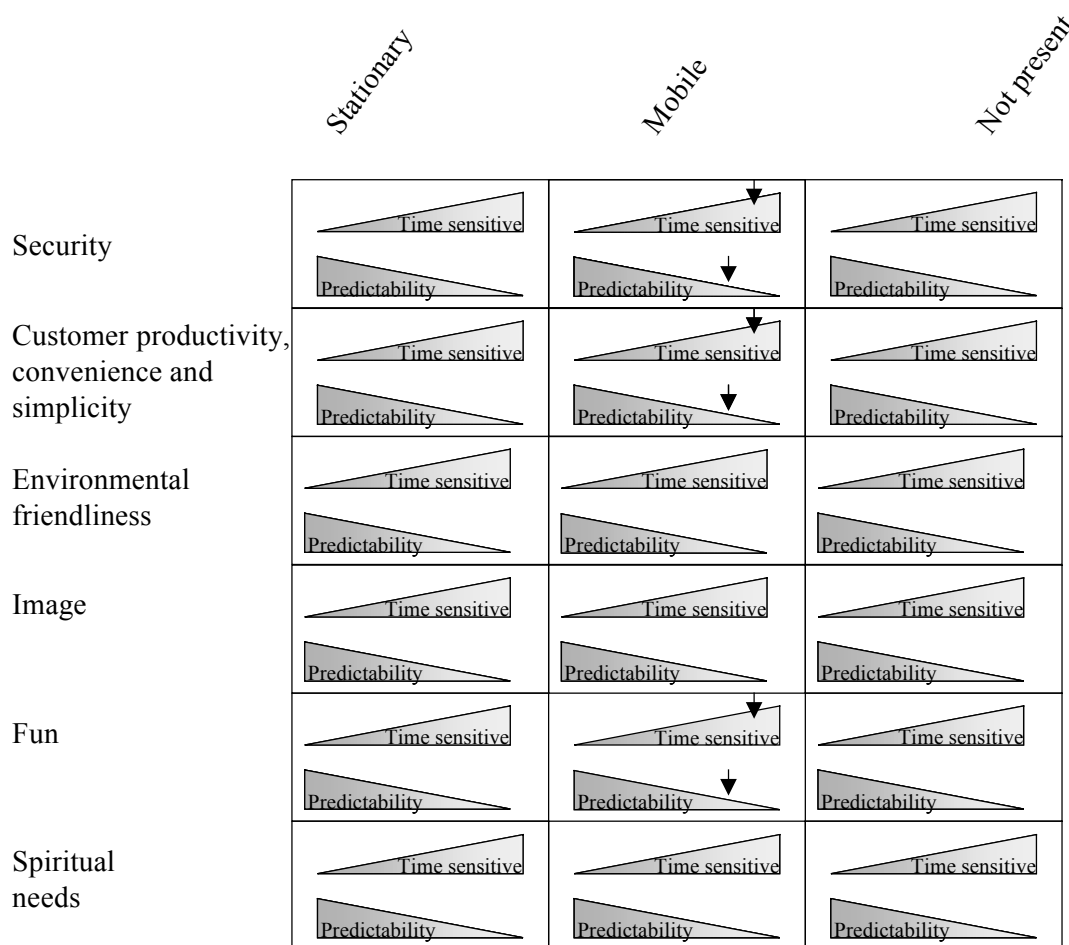 Stationary
Mobile
Not present
Security
Time sensitive
Time sensitive
Time sensitive
Predictability
Predictability
Predictability
Customer productivity,
convenience and
simplicity
Time sensitive
Time sensitive
Time sensitive
Predictability
Predictability
Predictability
Environmental
friendliness
Time sensitive
Time sensitive
Time sensitive
Predictability
Predictability
Predictability
Image
Time sensitive
Time sensitive
Time sensitive
Predictability
Predictability
Predictability
Fun
Time sensitive
Time sensitive
Time sensitive
Predictability
Predictability
Predictability
Spiritual
needs
Time sensitive
Time sensitive
Time sensitive
Predictability
Predictability
Predictability